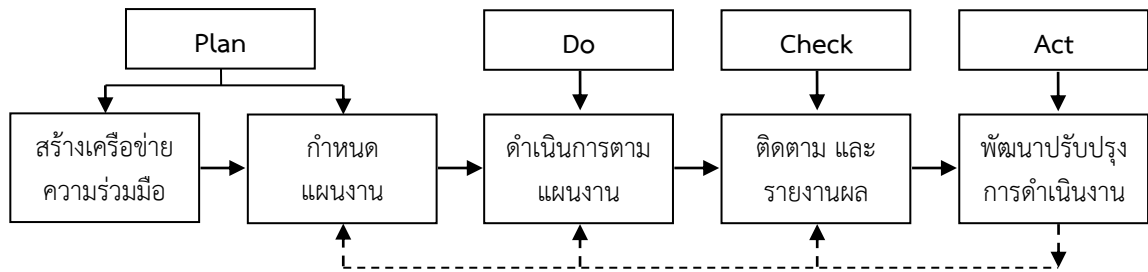 Plan
Do
Check
Act
สร้างเครือข่าย
ความร่วมมือ
กำหนด
แผนงาน
ดำเนินการตาม
แผนงาน
ติดตาม และ
รายงานผล
พัฒนาปรับปรุง
การดำเนินงาน